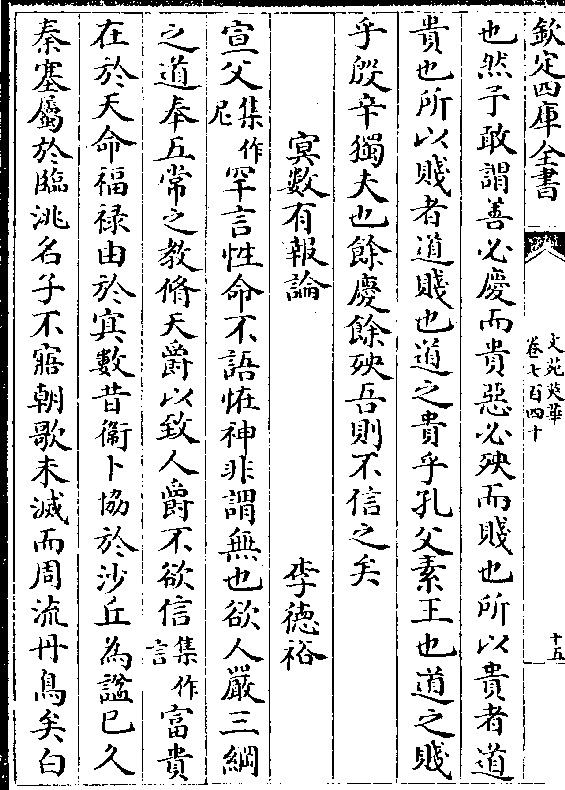 欽定四庫全書
文苑英華
卷七百四十
十五
也然予敢謂善必慶而貴惡必殃而賤也所以貴者道
貴也所以賤者道賤也道之貴乎孔父素王也道之賤
乎殷辛獨夫也餘慶餘殃吾則不信之矣
冥數有報論 李德裕
宣父集作尼罕言性命不語恠神非謂無也欲人嚴三綱
之道奉五常之教脩天爵以致人爵不欲信集作言富貴
在於天命福禄由於冥數昔衞卜協於沙丘為諡已久
秦塞屬於臨洮名子不寤朝歌未滅而周流丹鳥矣白